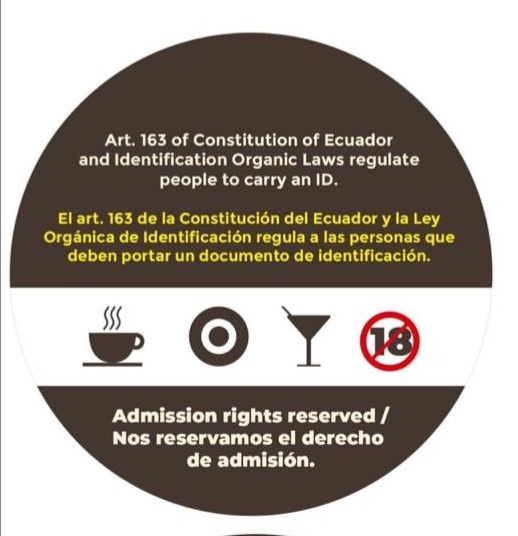 Art. 163 of Constitution of Ecuador
and Identification Organic Laws regulate
people to carry an ID.
El art. 163 de la Constitución del Ecuador y la Ley
Orgánica de Identificación regula a las personas que
deben portar un documento de identificación.
18
Admission rights reserved /
Nos reservamos el derecho
de admisión.